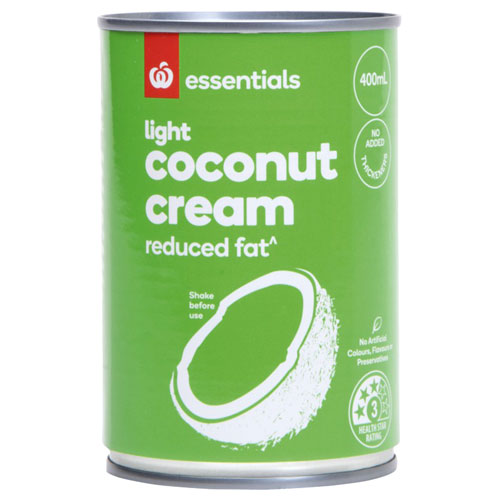 essentials
400mL
light
coconut
cream
reduced fat^
NO
ADDED
THICKENERS
Shake
before
use
No Artificial
Colours, Flavours or
Preservatives
3
HEALTH STAR
RATING